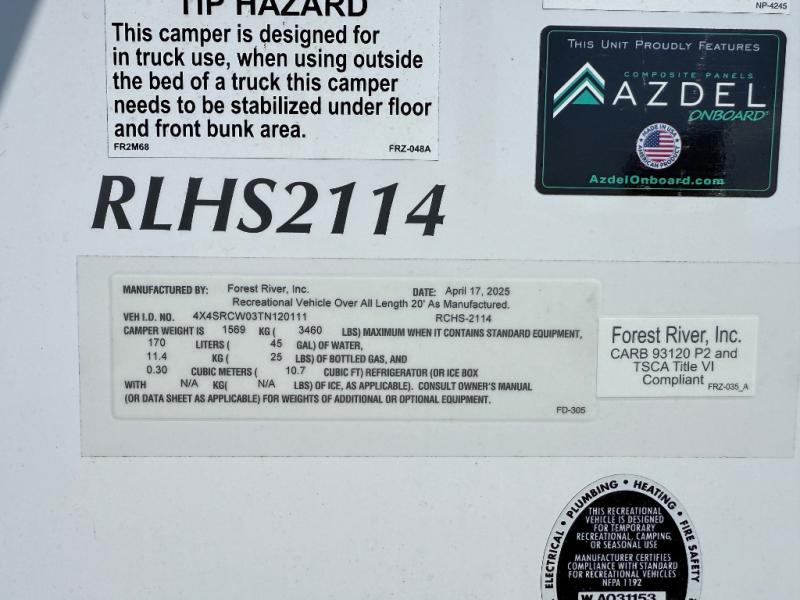 TIP HAZARD
This camper is designed for
in truck use, when using outside
the bed of a truck this camper
needs to be stabilized under floor
and front bunk area.
FR2M68 FRZ-048A
NP-4245
THIS UNIT PROUDLY FEATURES
COMPOSITE PANELS
AZDEL
ONBOARD
MADE IN USA
AMERICAN PRODUCT
AzdelOnboard.com
RLHS2114
MANUFACTURED BY: Forest River, Inc. DATE: April 17, 2025
Recreational Vehicle Over All Length 20' As Manufactured.
VEH I.D. NO. 4X4SRCW03TN120111 RCHS-2114
CAMPER WEIGHT IS 1569 KG ( 3460 LBS) MAXIMUM WHEN IT CONTAINS STANDARD EQUIPMENT,
170 LITERS ( 45 GAL) OF WATER,
11.4 KG ( 25 LBS) OF BOTTLED GAS, AND
0.30 CUBIC METERS ( 10.7 CUBIC FT) REFRIGERATOR (OR ICE BOX
WITH N/A KG( N/A LBS) OF ICE, AS APPLICABLE). CONSULT OWNER'S MANUAL
(OR DATA SHEET AS APPLICABLE) FOR WEIGHTS OF ADDITIONAL OR OPTIONAL EQUIPMENT.
FD-305
Forest River, Inc.
CARB 93120 P2 and
TSCA Title VI
Compliant
FRZ-035_A
ELECTRICAL • PLUMBING • HEATING • FIRE SAFETY
THIS RECREATIONAL
VEHICLE IS DESIGNED
FOR TEMPORARY
RECREATIONAL, CAMPING,
OR SEASONAL USE
MANUFACTURER CERTIFIES
COMPLIANCE WITH STANDARD
FOR RECREATIONAL VEHICLES
NFPA 1192
W A031153